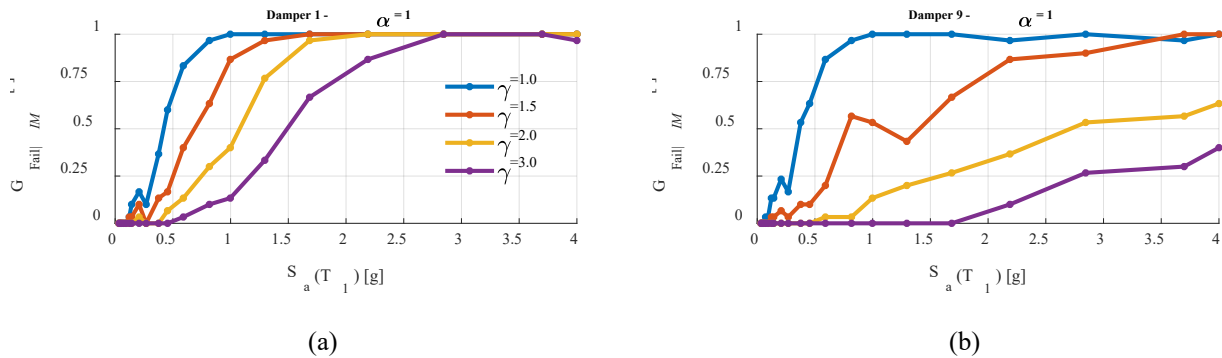 Damper 1 - α = 1
1
0.75
0.5
0.25
0
G Fail| IM [ ]
γ =1.0
γ =1.5
γ =2.0
γ =3.0
0 0.5 1 1.5 2 2.5 3 3.5 4
S a (T 1 ) [g]
(a)
Damper 9 - α = 1
1
0.75
0.5
0.25
0
G Fail| IM [ ]
0 0.5 1 1.5 2 2.5 3 3.5 4
S a (T 1 ) [g]
(b)